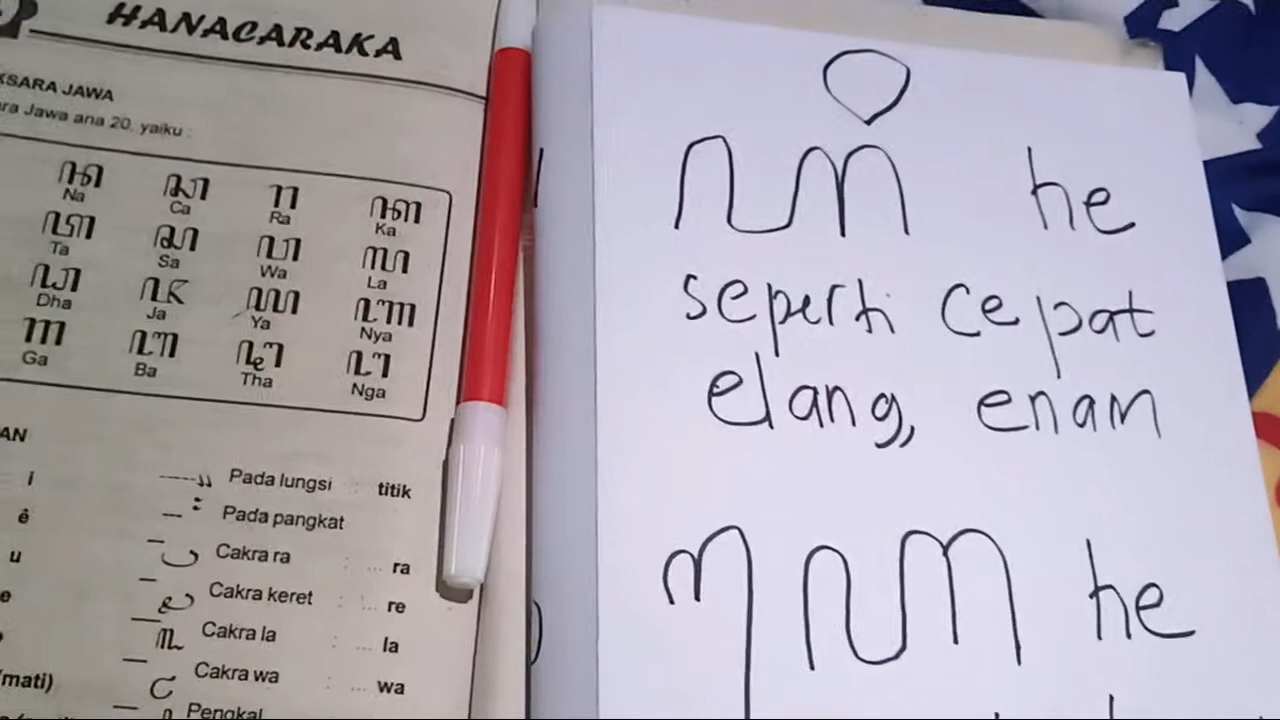 HANACARAKA
KSARA JAWA
ra Jawa ana 20, yaiku :
ꦤ ꦕ ꦫ ꦏ
Na Ca Ra Ka
ꦠ ꦱ ꦮ ꦭ
Ta Sa Wa La
ꦝ ꦗ ꦪ ꦚ
Dha Ja Ya Nya
ꦒ ꦧ ꦛ ꦔ
Ga Ba Tha Nga
AN
i Pada lungsi : titik
ê Pada pangkat
u Cakra ra : ... ra
e Cakra keret : ... re
Cakra la : ... la
(mati) Cakra wa : ... wa
Pengkal
ꦲꦼ he
seperti cepat
elang, enam
ꦲꦺ he